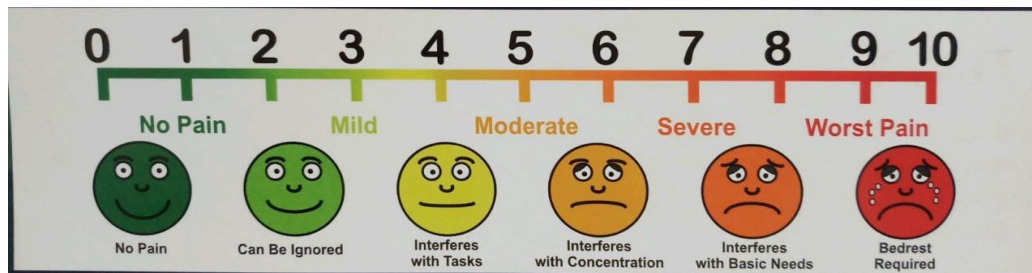 0 1 2 3 4 5 6 7 8 9 10
No Pain Mild Moderate Severe Worst Pain
No Pain
Can Be Ignored
Interferes
with Tasks
Interferes
with Concentration
Interferes
with Basic Needs
Bedrest
Required